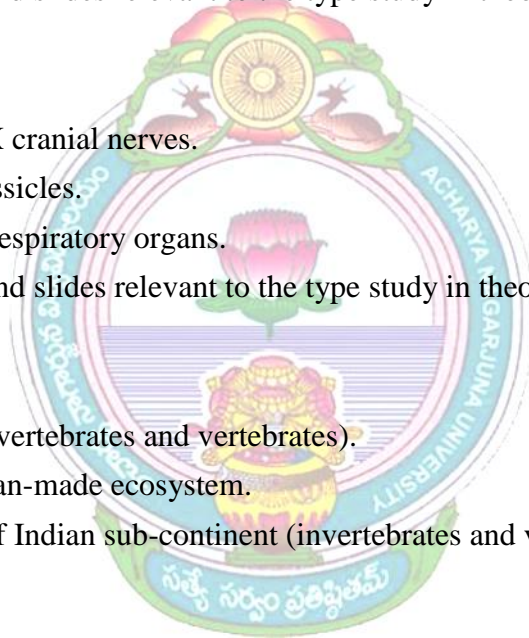 cranial nerves.
ssicles.
espiratory organs.
nd slides relevant to the type study in theo
vertebrates and vertebrates).
an-made ecosystem.
f Indian sub-continent (invertebrates and v
ACHARYA NAGARJUNA UNIVERSITY
సత్యే సర్వం ప్రతిష్ఠితమ్